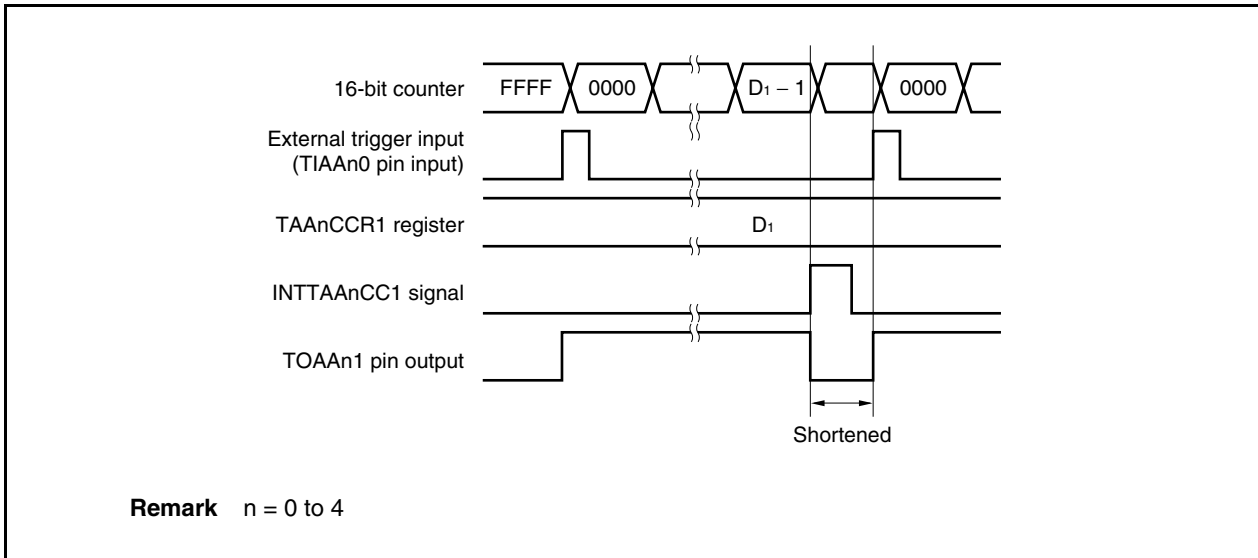 16-bit counter FFFF 0000 D₁ – 1 0000
External trigger input
(TIAAn0 pin input)
TAAnCCR1 register D₁
INTTAAnCC1 signal
TOAAn1 pin output
Shortened
Remark n = 0 to 4